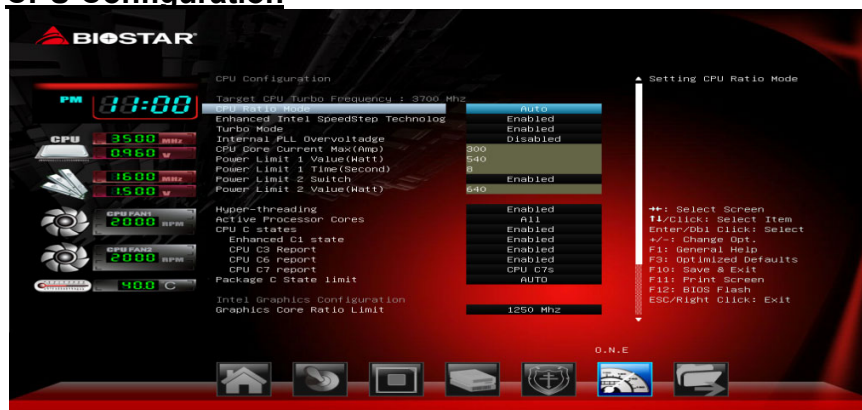 CPU Configuration
BIOSTAR
CPU Configuration
Target CPU Turbo Frequency : 3700 Mhz
CPU Ratio Mode Auto
Enhanced Intel SpeedStep Technolog Enabled
Turbo Mode Enabled
Internal PLL Overvoltadge Disabled
CPU Core Current Max(Amp) 300
Power Limit 1 Value(Watt) 540
Power Limit 1 Time(Second) 8
Power Limit 2 Switch Enabled
Power Limit 2 Value(Watt) 640
Hyper-threading Enabled
Active Processor Cores All
CPU C states Enabled
Enhanced C1 state Enabled
CPU C3 Report Enabled
CPU C6 report Enabled
CPU C7 report CPU C7s
Package C State limit AUTO
Intel Graphics Configuration
Graphics Core Ratio Limit 1250 Mhz
PM 11:00
CPU 3500 MHz
0.960 V
1600 MHz
1.500 V
CPU FAN1
2000 RPM
CPU FAN2
2000 RPM
40.0 C
Setting CPU Ratio Mode
→←: Select Screen
↑↓/Click: Select Item
Enter/Dbl Click: Select
+/-: Change Opt.
F1: General Help
F3: Optimized Defaults
F10: Save & Exit
F11: Print Screen
F12: BIOS Flash
ESC/Right Click: Exit
O.N.E